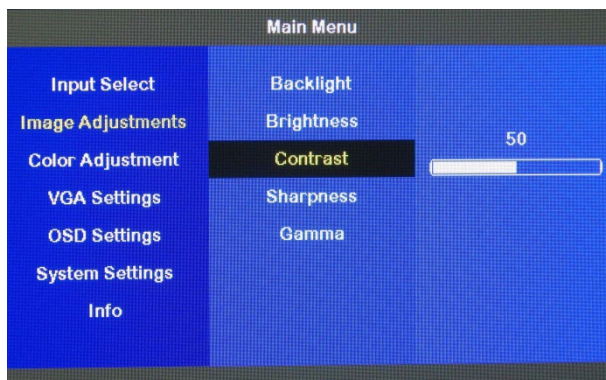 Main Menu
Input Select
Image Adjustments
Color Adjustment
VGA Settings
OSD Settings
System Settings
Info
Backlight
Brightness
Contrast
Sharpness
Gamma
50